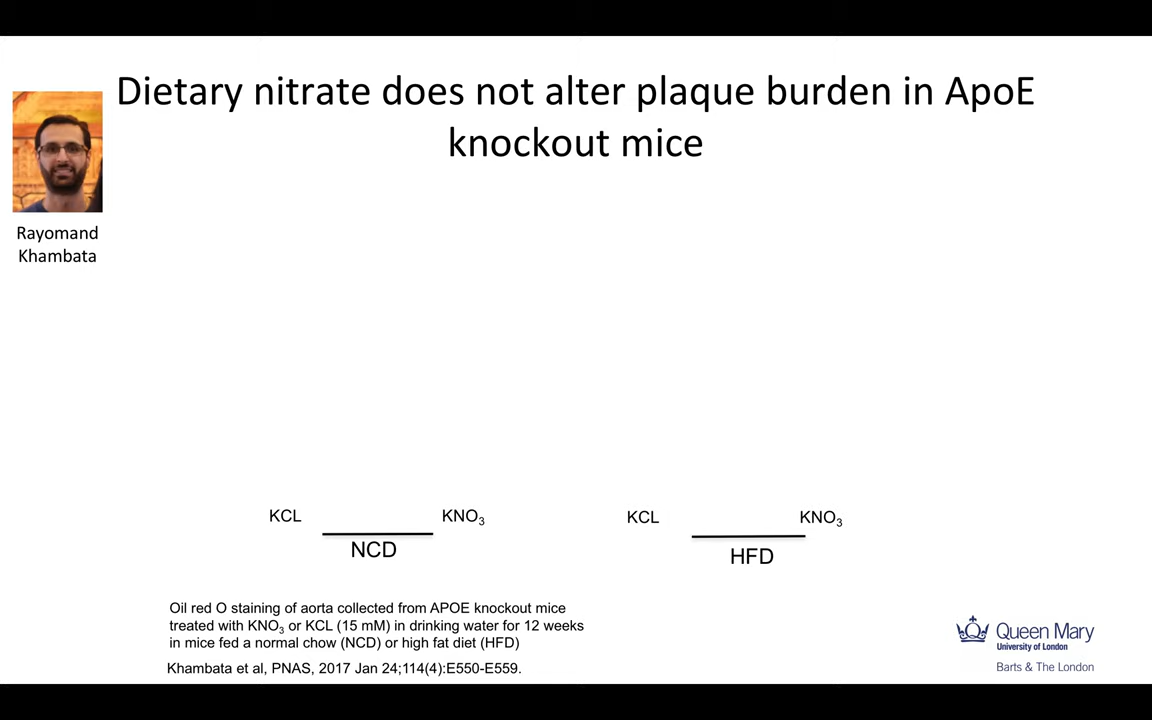 Dietary nitrate does not alter plaque burden in ApoE
knockout mice
Rayomand
Khambata
KCL
KNO₃
NCD
KCL
KNO₃
HFD
Oil red O staining of aorta collected from APOE knockout mice
treated with KNO₃ or KCL (15 mM) in drinking water for 12 weeks
in mice fed a normal chow (NCD) or high fat diet (HFD)
Khambata et al, PNAS, 2017 Jan 24;114(4):E550-E559.
Queen Mary
University of London
Barts & The London